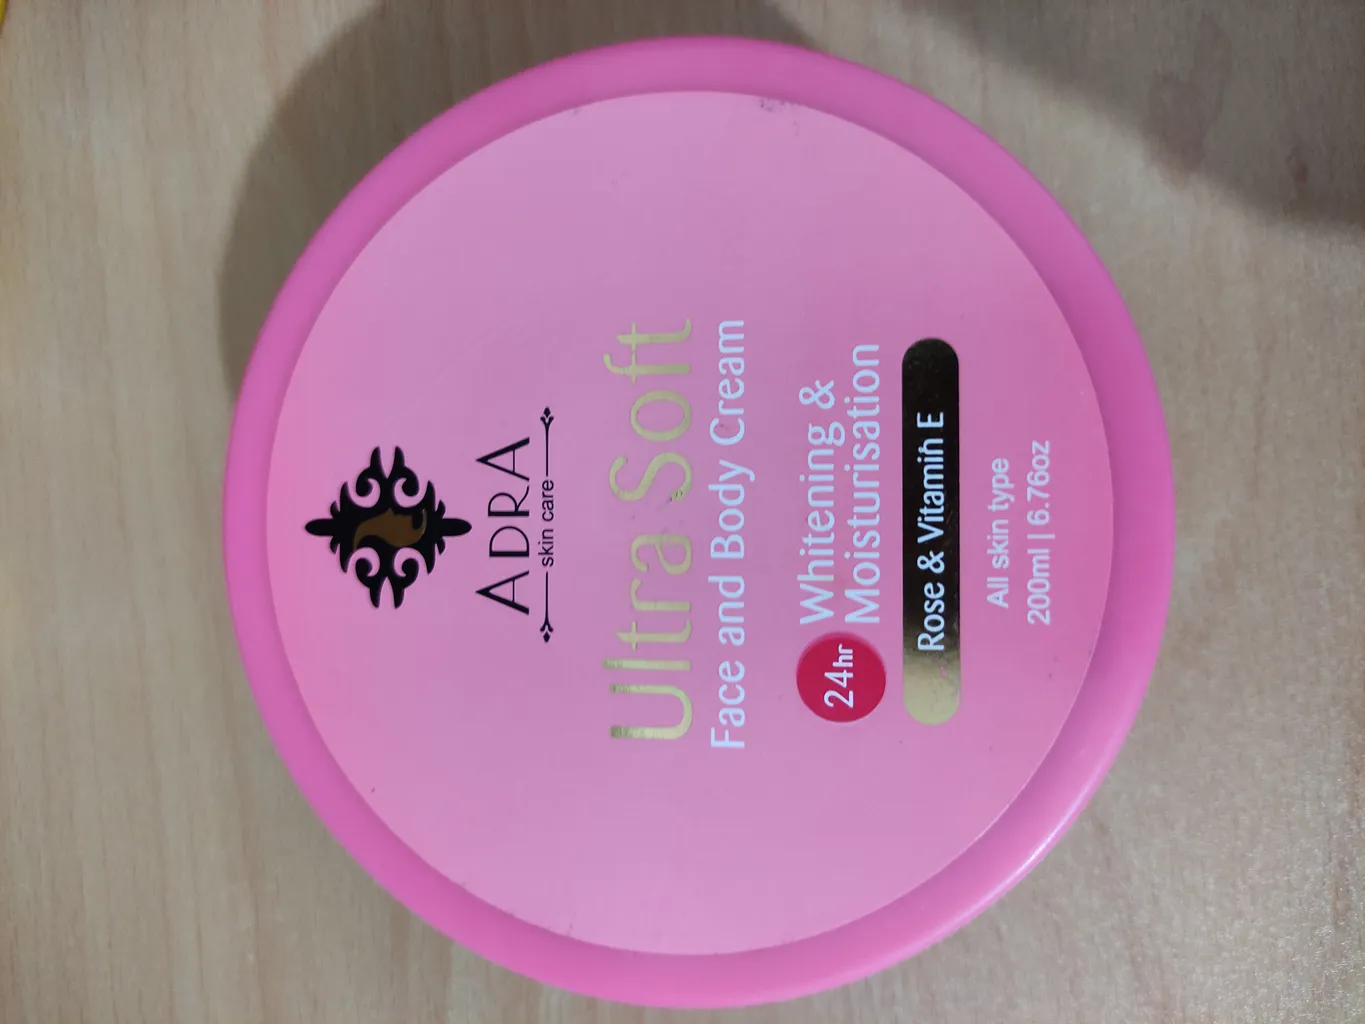 ADRA
skin care
Ultra Soft
Face and Body Cream
24hr
Whitening &
Moisturisation
Rose & Vitamin E
All skin type
200ml | 6.76oz